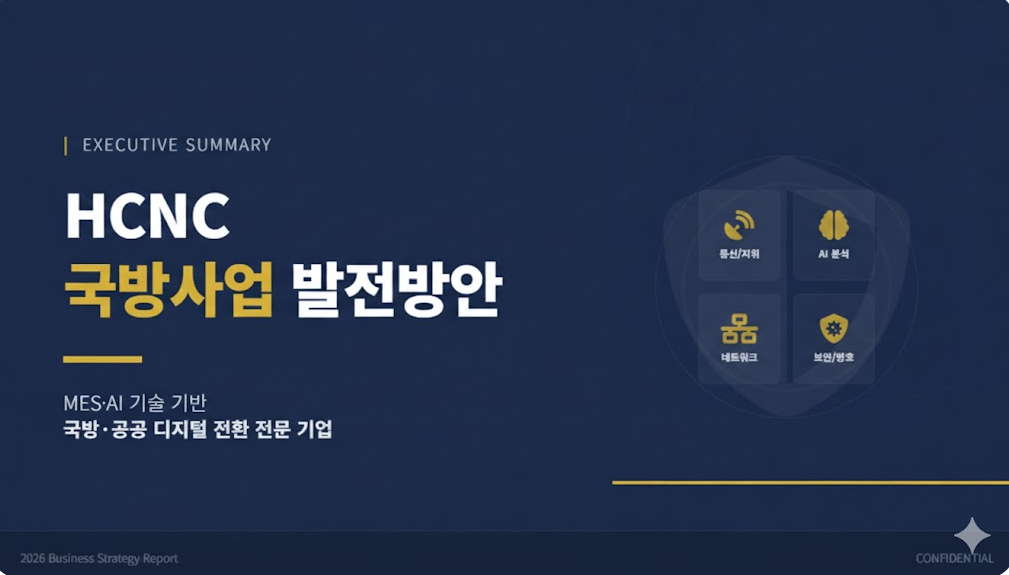 EXECUTIVE SUMMARY
HCNC
국방사업 발전방안
MES·AI 기술 기반
국방·공공 디지털 전환 전문 기업
통신/지휘
AI 분석
네트워크
보안/명호
2026 Business Strategy Report
CONFIDENTIAL